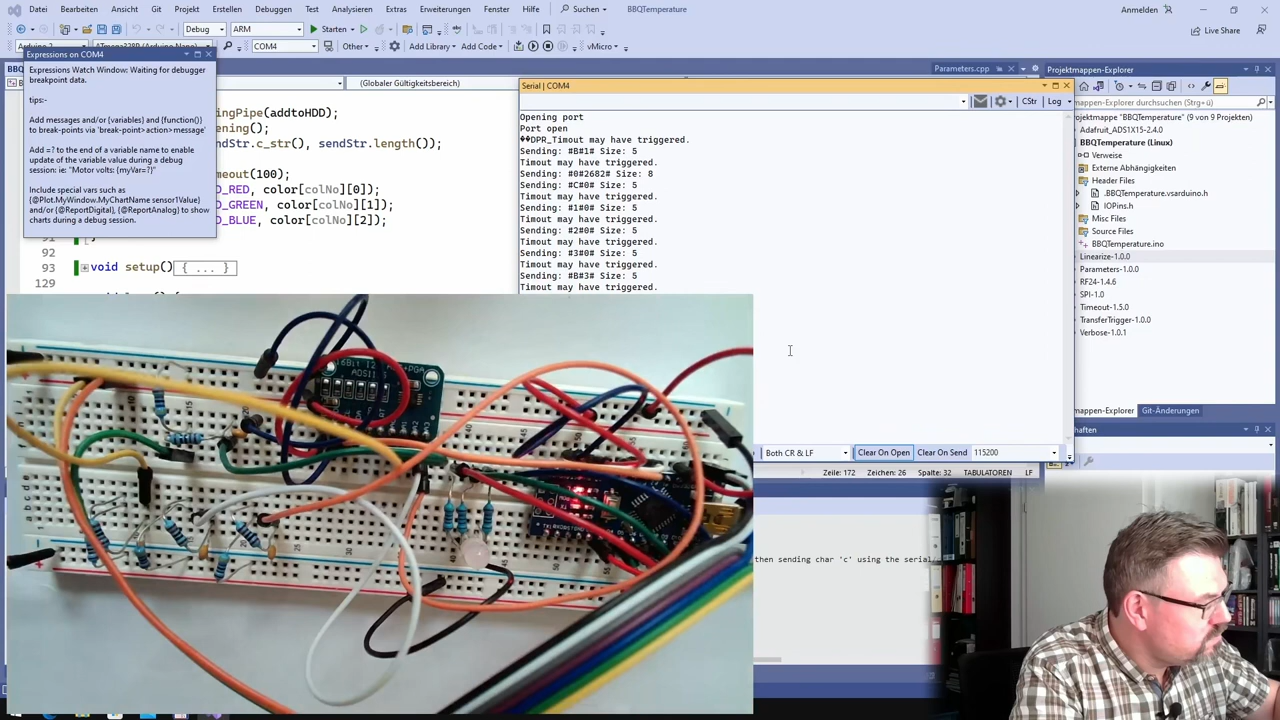 Datei
Bearbeiten
Ansicht
Git
Projekt
Erstellen
Debuggen
Test
Analysieren
Extras
Erweiterungen
Fenster
Hilfe
Suchen
BBQTemperature
Anmelden
Debug
ARM
Starten
Live Share
COM4
Other
Add Library
Add Code
vMicro
Expressions on COM4
Expressions Watch Window: Waiting for debugger
breakpoint data.
tips:-
Add messages and/or {variables} and {function()}
to break-points via 'break-point>action>message'
Add =? to the end of a variable name to enable
update of the variable value during a debug
session: ie: "Motor volts: {myVar=?}"
Include special vars such as
{@Plot.MyWindow.MyChartName sensor1Value}
and/or {@ReportDigital}, {@ReportAnalog} to show
charts during a debug session.
(Globaler Gültigkeitsbereich)
Parameters.cpp
ingPipe(addtoHDD);
ening();
ndStr.c_str(), sendStr.length());
meout(100);
D_RED, color[colNo][0]);
D_GREEN, color[colNo][1]);
D_BLUE, color[colNo][2]);
92
93 void setup() { ... }
129
Serial | COM4
CStr
Log
Opening port
Port open
��DPR_Timout may have triggered.
Sending: #B#1# Size: 5
Timout may have triggered.
Sending: #0#2682# Size: 8
Timout may have triggered.
Sending: #C#0# Size: 5
Timout may have triggered.
Sending: #1#0# Size: 5
Timout may have triggered.
Sending: #2#0# Size: 5
Timout may have triggered.
Sending: #3#0# Size: 5
Timout may have triggered.
Sending: #B#3# Size: 5
Timout may have triggered.
Both CR & LF
Clear On Open
Clear On Send
115200
Zeile: 172
Zeichen: 26
Spalte: 32
TABULATOREN
LF
then sending char 'c' using the serial/
Projektmappen-Explorer
mappen-Explorer durchsuchen (Strg+ü)
Projektmappe "BBQTemperature" (9 von 9 Projekten)
Adafruit_ADS1X15-2.4.0
BBQTemperature (Linux)
Verweise
Externe Abhängigkeiten
Header Files
.BBQTemperature.vsarduino.h
IOPins.h
Misc Files
Source Files
BBQTemperature.ino
Linearize-1.0.0
Parameters-1.0.0
RF24-1.4.6
SPI-1.0
Timeout-1.5.0
TransferTrigger-1.0.0
Verbose-1.0.1
mappen-Explorer
Git-Änderungen